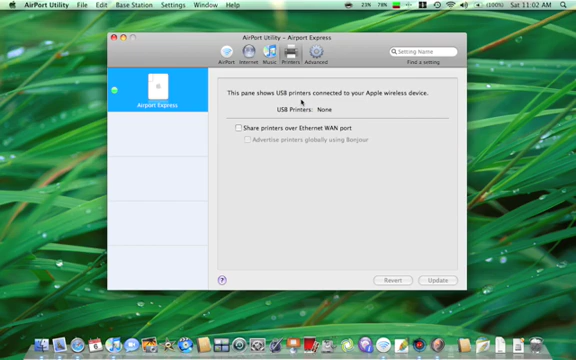 AirPort Utility File Edit Base Station Settings Window Help 23% 78% (100%) Sat 11:02 AM
AirPort Utility - Airport Express
AirPort Internet Music Printers Advanced
Setting Name
Find a setting
Airport Express
This pane shows USB printers connected to your Apple wireless device.
USB Printers: None
Share printers over Ethernet WAN port
Advertise printers globally using Bonjour
? Revert Update